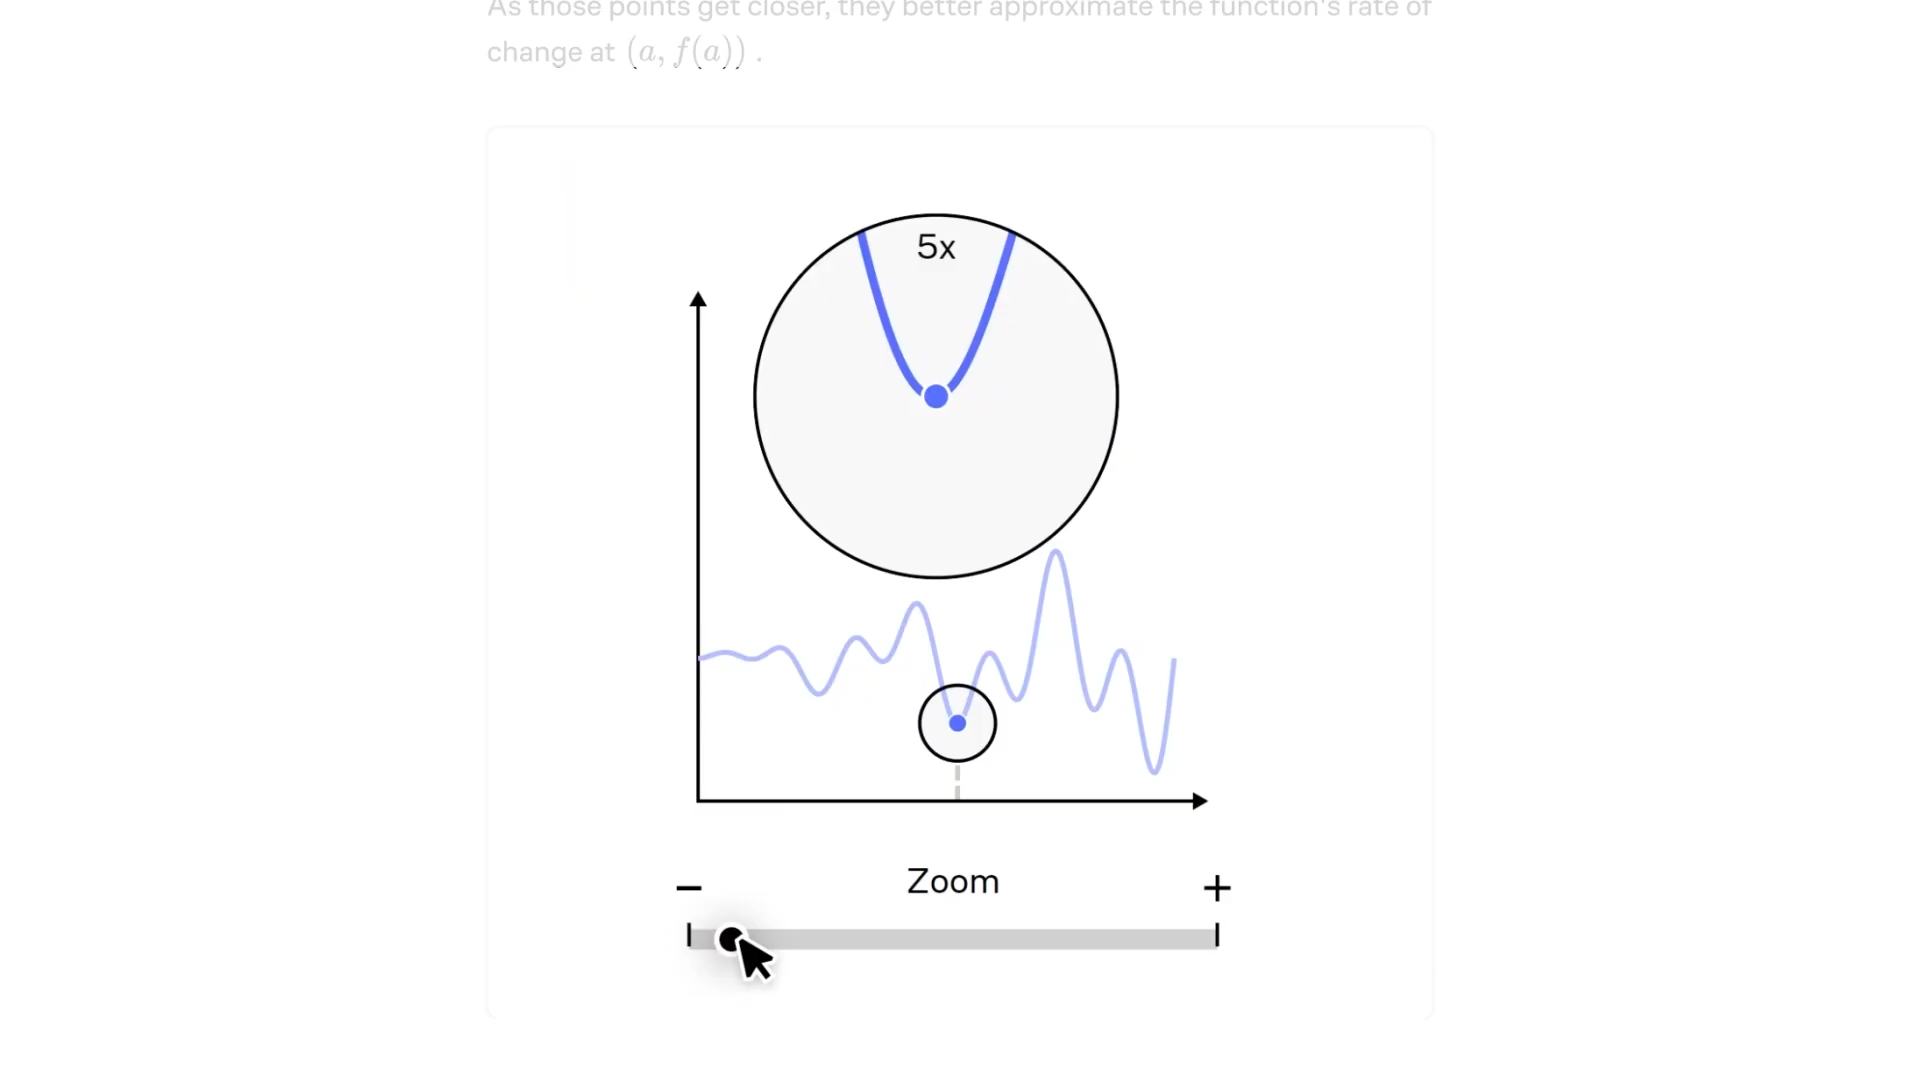 As those points get closer, they better approximate the function's rate of
change at (a, f(a)) .
5x
Zoom
− +